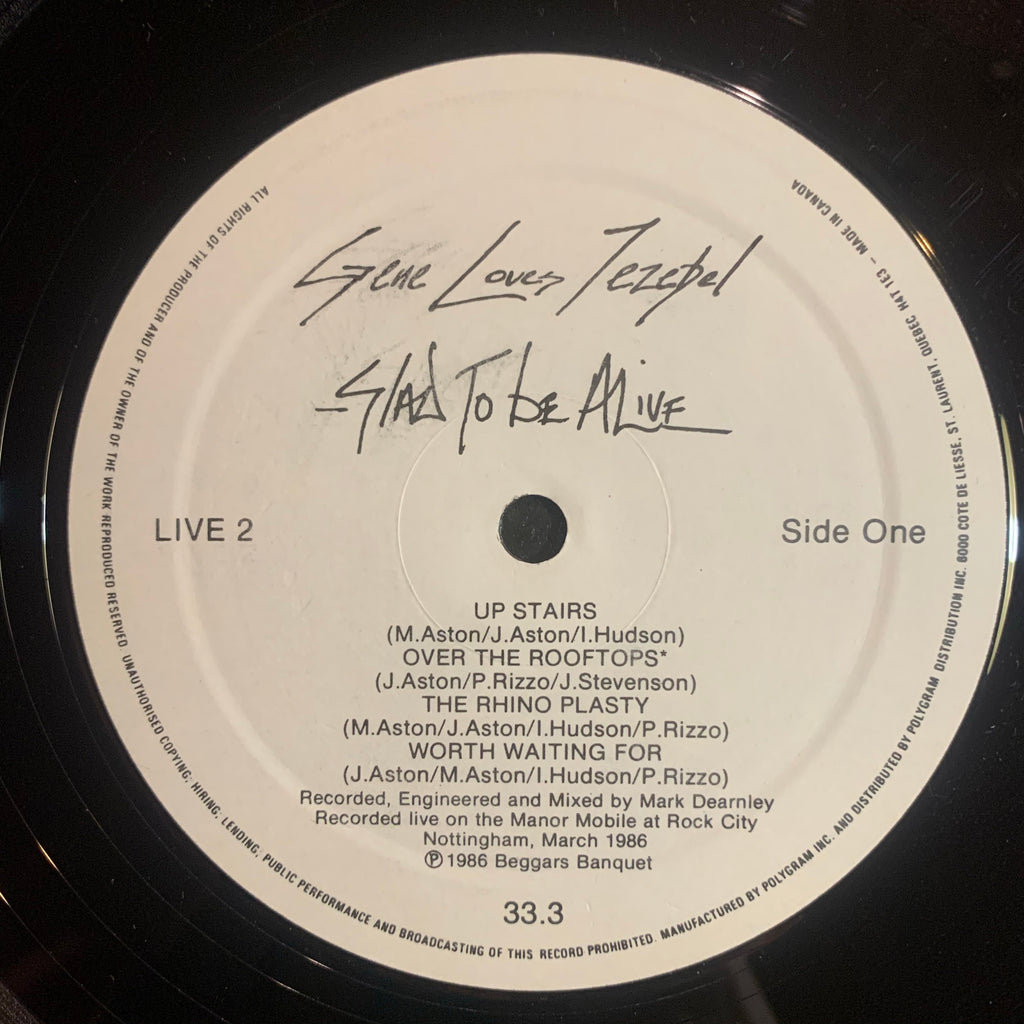 Gene Loves Jezebel
Glad To be Alive
LIVE 2
Side One
UP STAIRS
(M.Aston/J.Aston/I.Hudson)
OVER THE ROOFTOPS*
(J.Aston/P.Rizzo/J.Stevenson)
THE RHINO PLASTY
(M.Aston/J.Aston/I.Hudson/P.Rizzo)
WORTH WAITING FOR
(J.Aston/M.Aston/I.Hudson/P.Rizzo)
Recorded, Engineered and Mixed by Mark Dearnley
Recorded live on the Manor Mobile at Rock City
Nottingham, March 1986
℗ 1986 Beggars Banquet
33.3
ALL RIGHTS OF THE PRODUCER AND OF THE OWNER OF THE WORK REPRODUCED RESERVED. UNAUTHORISED COPYING, HIRING, LENDING, PUBLIC PERFORMANCE AND BROADCASTING OF THIS RECORD PROHIBITED. MANUFACTURED BY POLYGRAM INC. AND DISTRIBUTED BY POLYGRAM DISTRIBUTION INC. 6000 COTE DE LIESSE, ST. LAURENT, QUEBEC H4T 1E3 – MADE IN CANADA